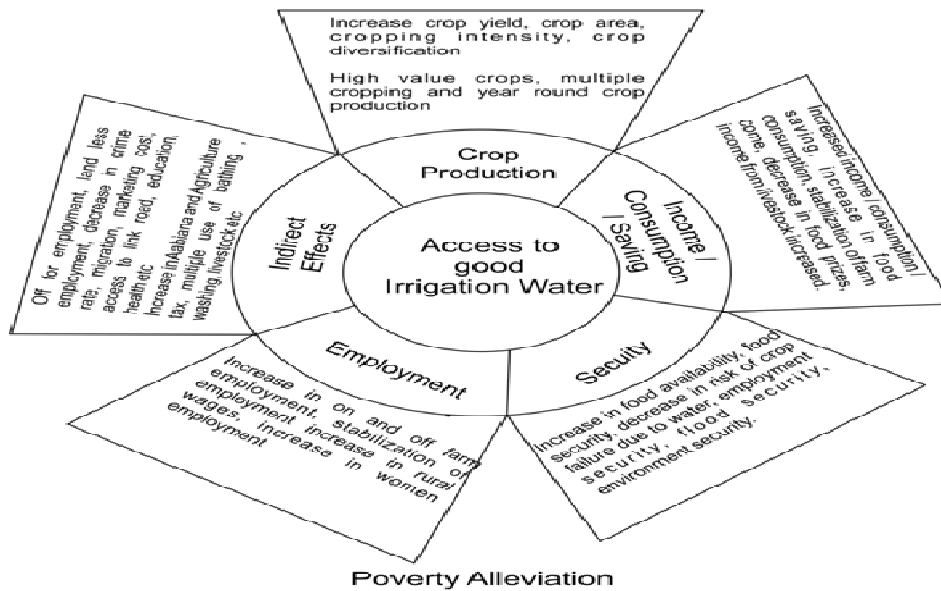 Increase crop yield, crop area,
cropping intensity, crop
diversification
High value crops, multiple
cropping and year round crop
production
Crop
Production
Increased income / consumption /
saving, increase in food
consumption, stabilization of farm
come, decrease in food prizes,
income from livestock increased.
Income /
Consumption
/ Saving
Access to
good
Irrigation Water
Indirect
Effects
Off for employment, land less
employment, decrease in crime
rate, migration, marketing cost,
access to link road, education,
health etc
Increase in Abiana and Agriculture
tax, multiple use of bathing ,
washing livestock etc
Employment
Increase in on and off farm
employment, stabilization of
employment increase in rural
wages, increase in women
employment
Secuity
Increase in food availability, food
security, decrease in risk of crop
failure due to water, employment
security, flood security,
environment security.
Poverty Alleviation